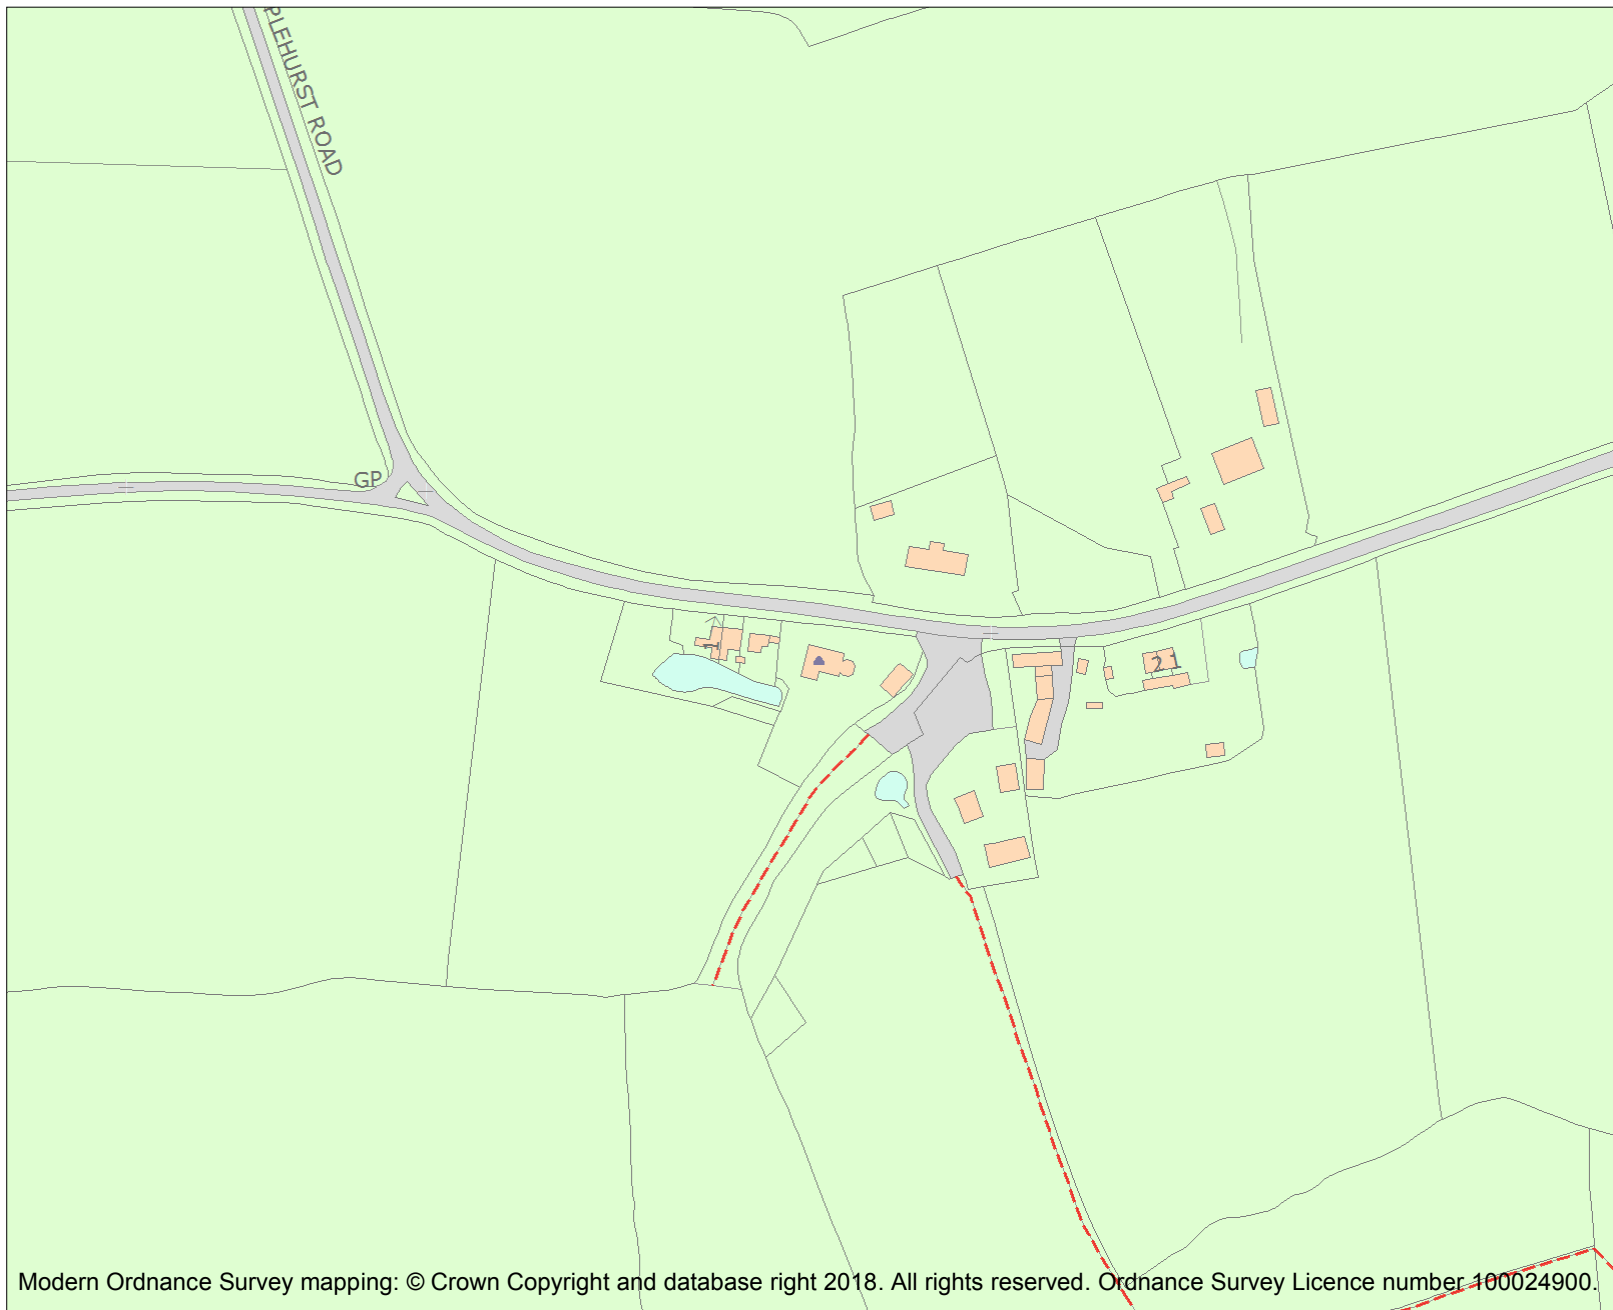 PLEHURST ROAD
GP
1
2 1
Modern Ordnance Survey mapping: © Crown Copyright and database right 2018. All rights reserved. Ordnance Survey Licence number 100024900.